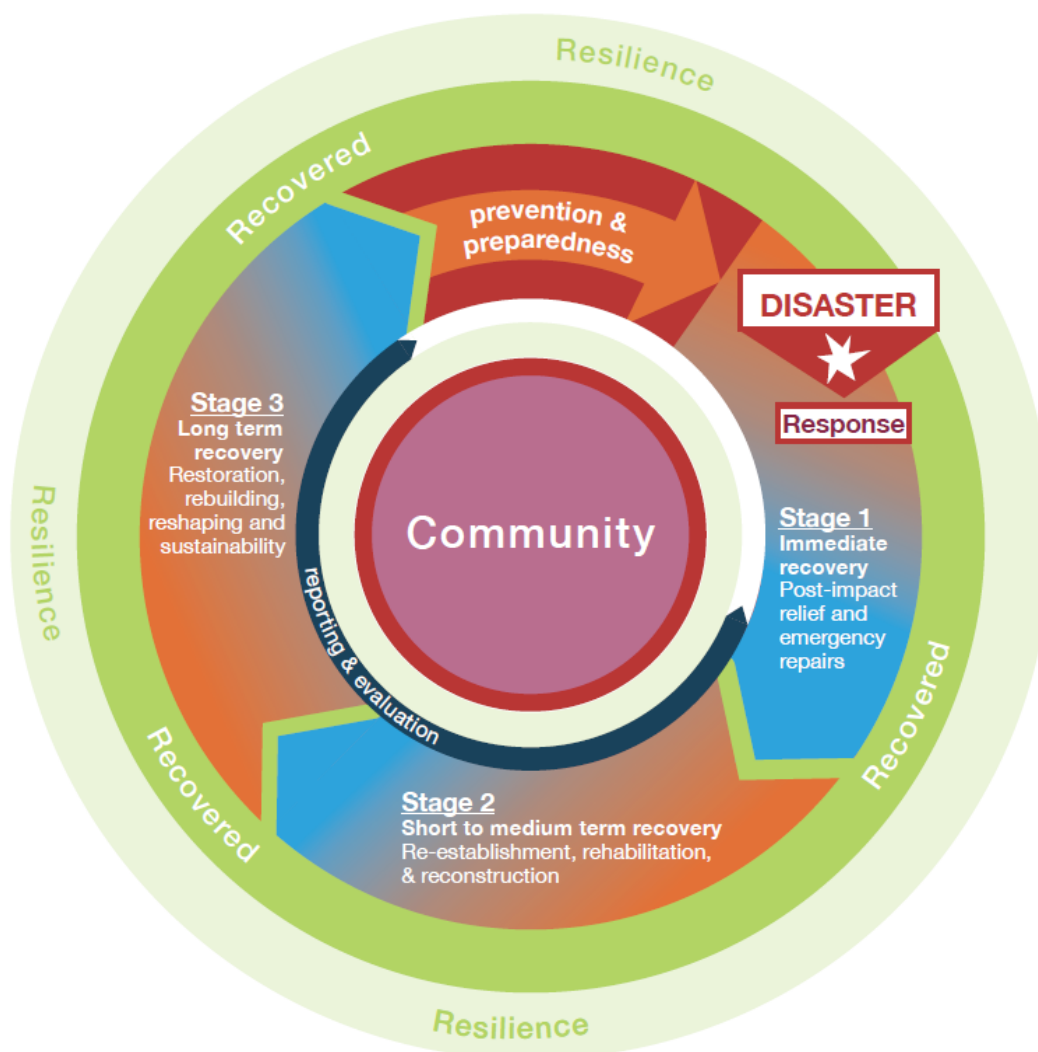 Resilience
Recovered
prevention &
preparedness
DISASTER
Response
Stage 1
Immediate
recovery
Post-impact
relief and
emergency
repairs
Recovered
Stage 2
Short to medium term recovery
Re-establishment, rehabilitation,
& reconstruction
Recovered
Stage 3
Long term
recovery
Restoration,
rebuilding,
reshaping and
sustainability
reporting & evaluation
Community
Resilience
Resilience